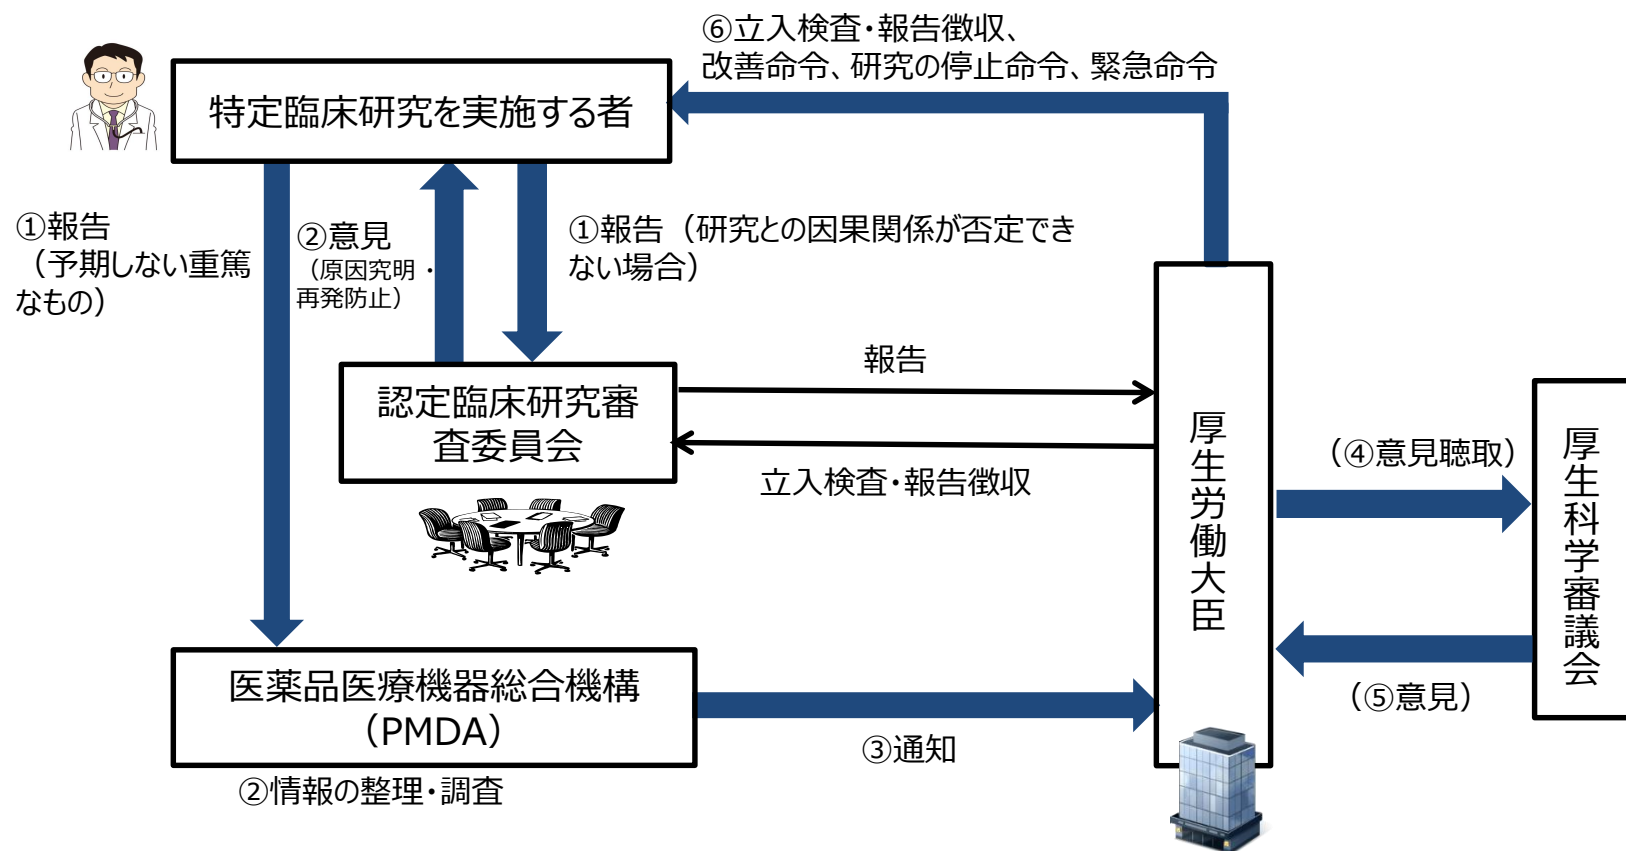 ⑥立入検査・報告徴収、
改善命令、研究の停止命令、緊急命令
特定臨床研究を実施する者
①報告
（予期しない重篤
なもの）
②意見
（原因究明・
再発防止）
①報告（研究との因果関係が否定でき
ない場合）
報告
認定臨床研究審
査委員会
立入検査・報告徴収
厚生労働大臣
（④意見聴取）
厚生科学審議会
（⑤意見）
医薬品医療機器総合機構
（PMDA）
③通知
②情報の整理・調査